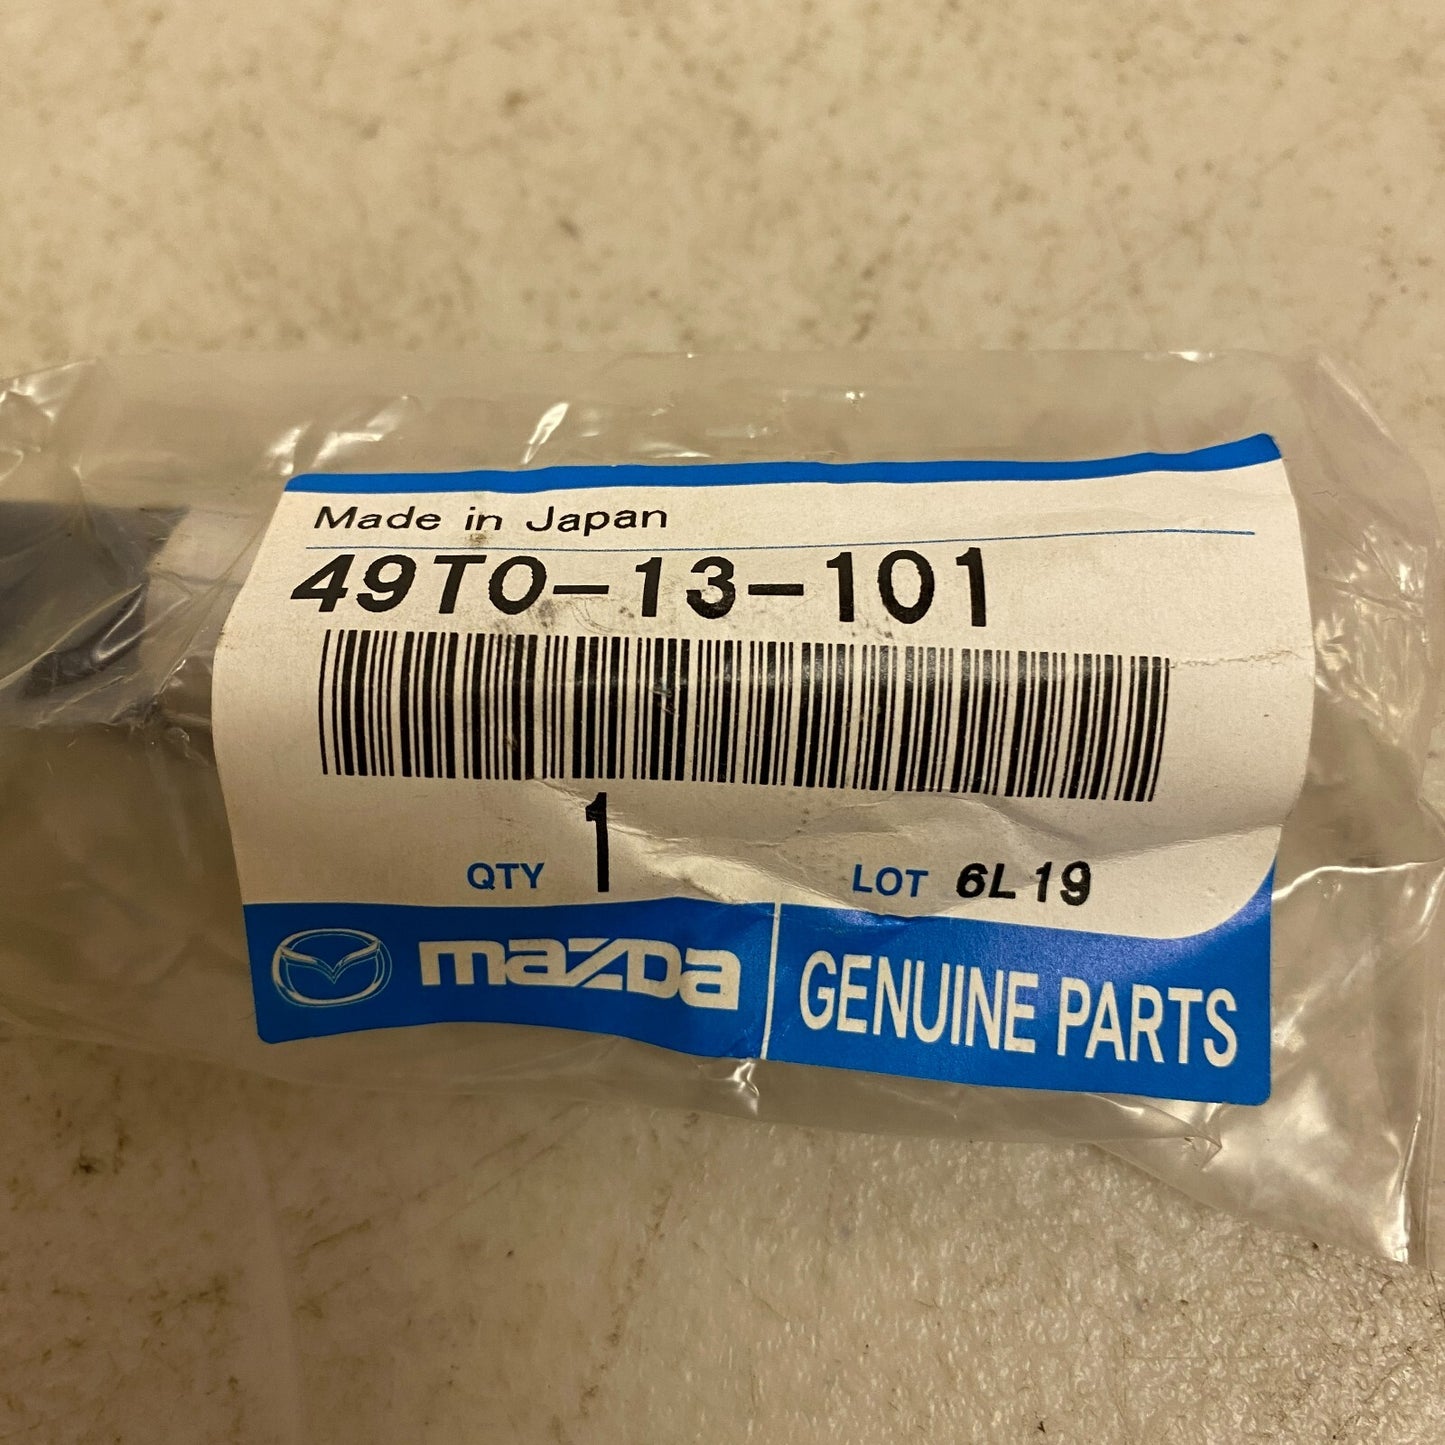 Made in Japan
49T0-13-101
QTY 1 LOT 6L19
mazda GENUINE PARTS